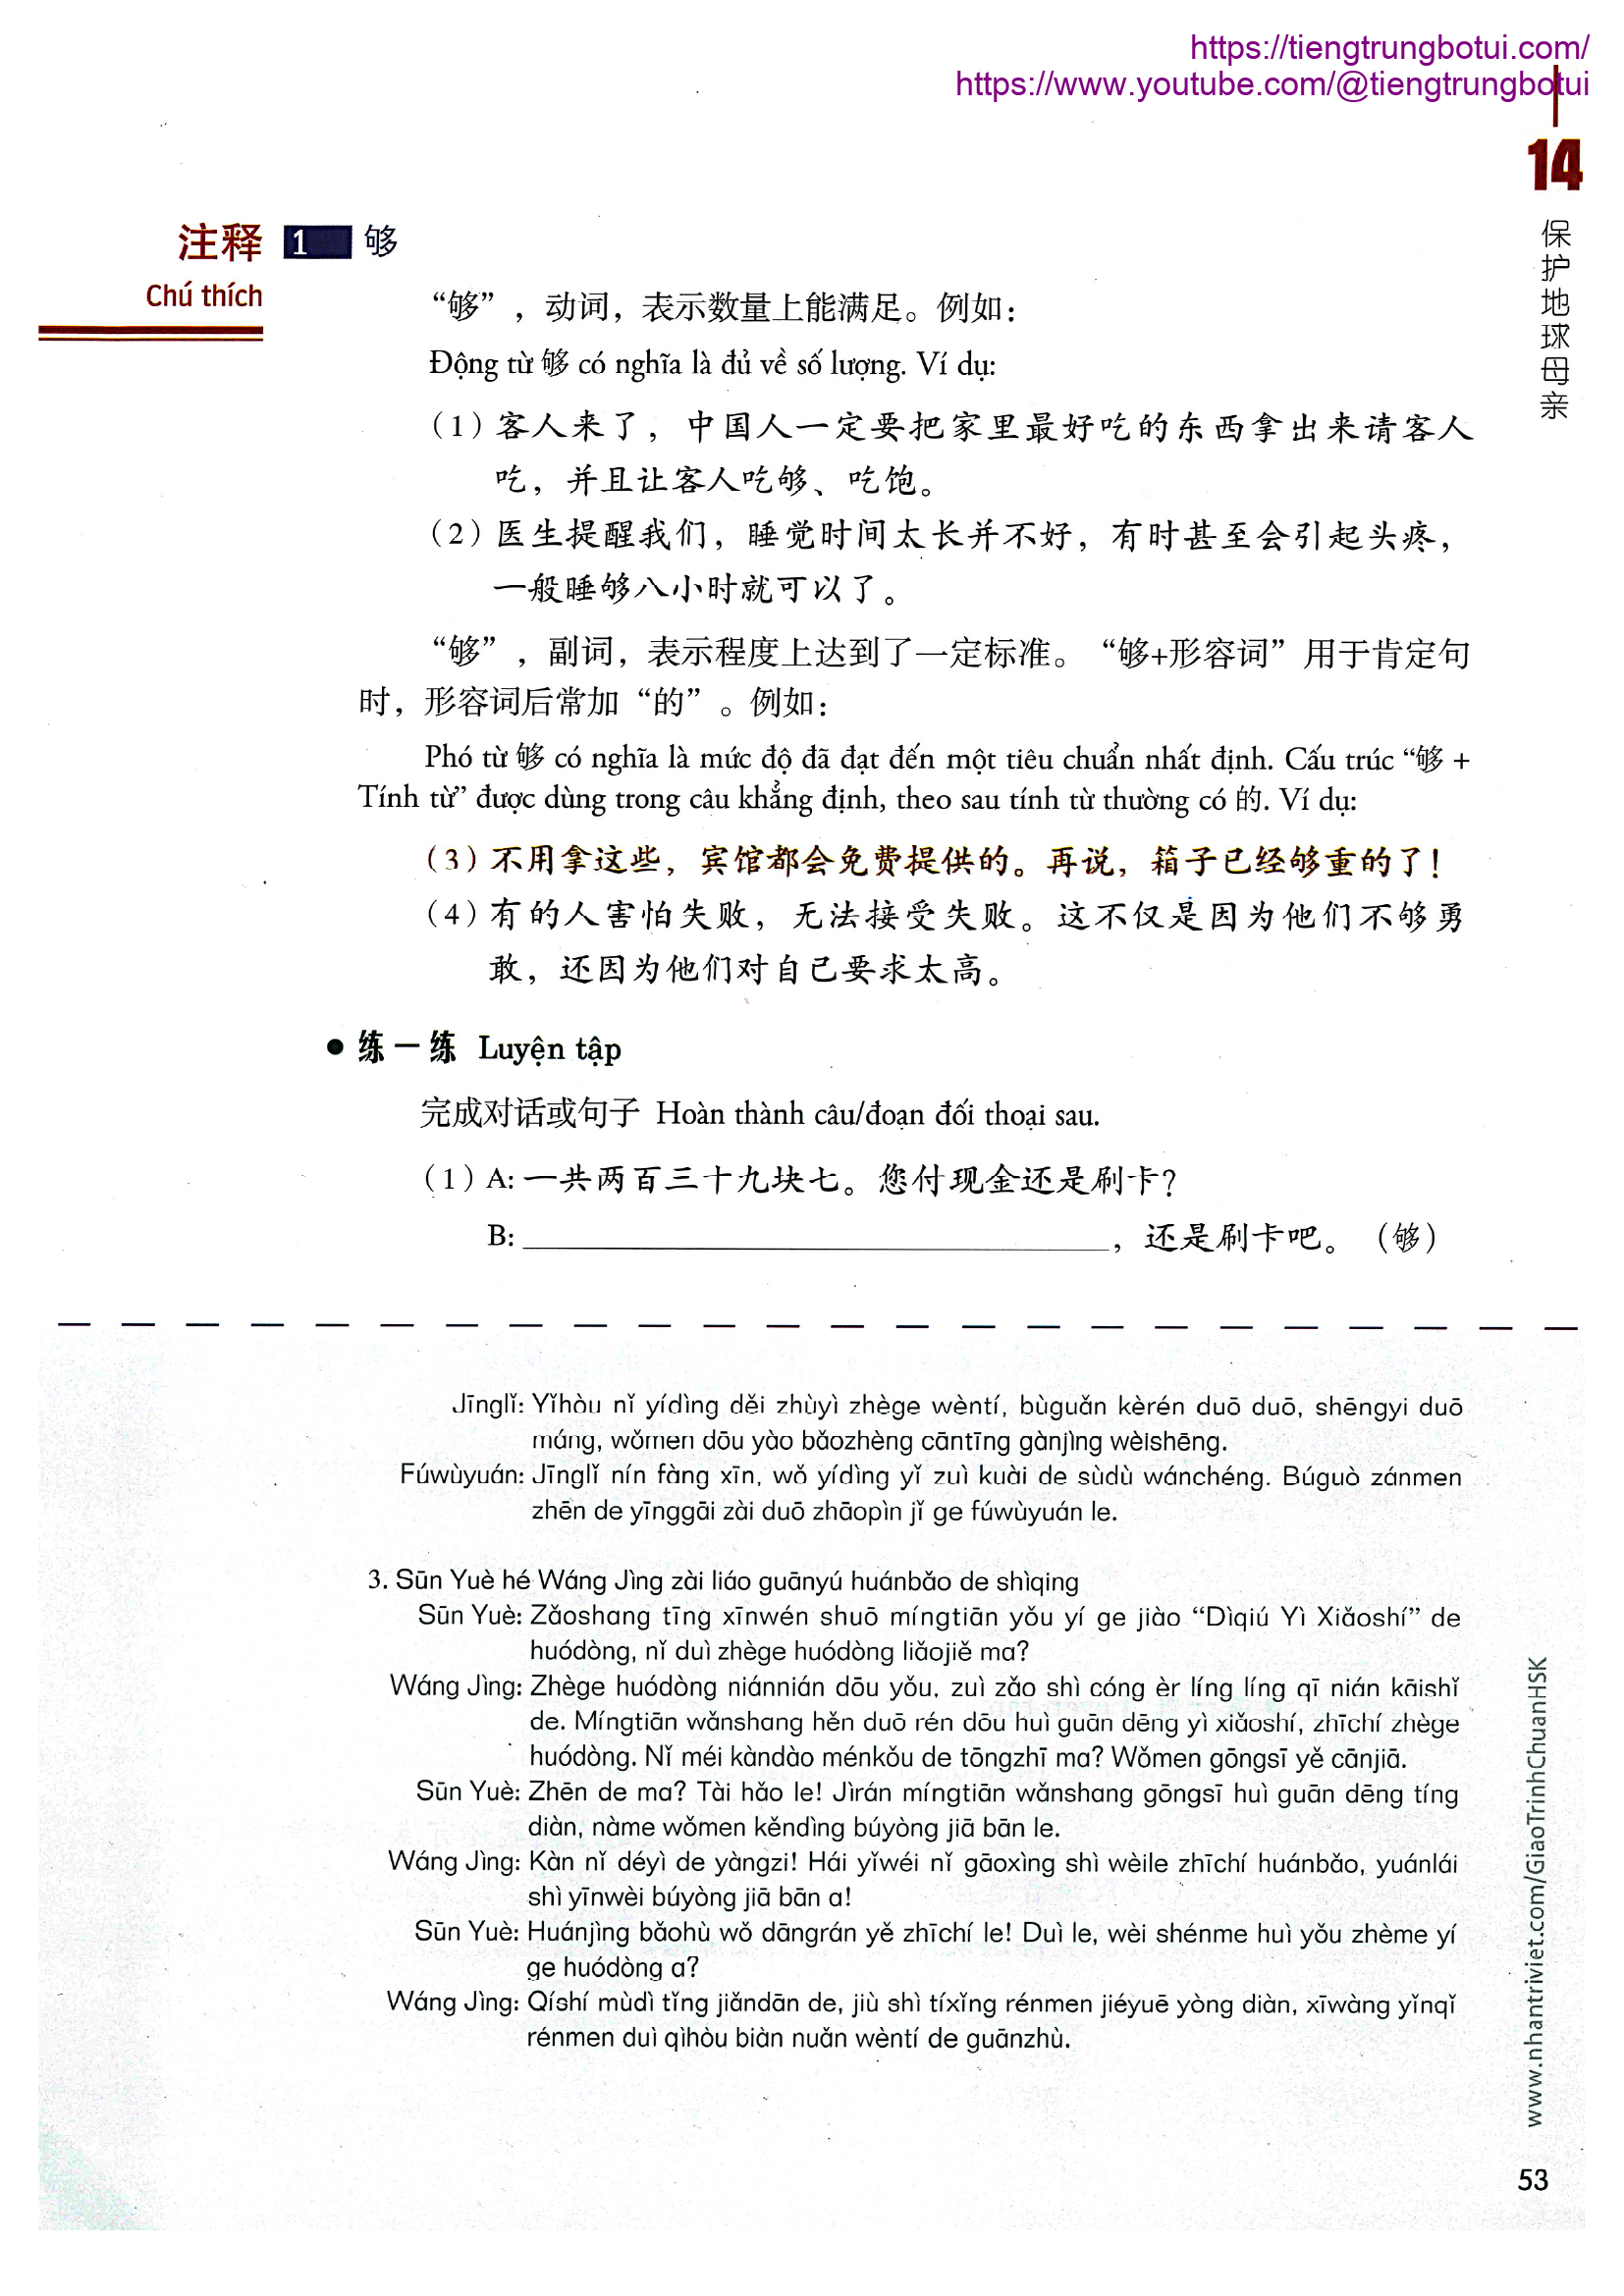 https://tiengtrungbotui.com/
https://www.youtube.com/@tiengtrungbotui
14
保护地球母亲
注释 1 够
Chú thích
“够”，动词，表示数量上能满足。例如：
Động từ 够 có nghĩa là đủ về số lượng. Ví dụ:
（1）客人来了，中国人一定要把家里最好吃的东西拿出来请客人
吃，并且让客人吃够、吃饱。
（2）医生提醒我们，睡觉时间太长并不好，有时甚至会引起头疼，
一般睡够八小时就可以了。
“够”，副词，表示程度上达到了一定标准。“够+形容词”用于肯定句
时，形容词后常加“的”。例如：
Phó từ 够 có nghĩa là mức độ đã đạt đến một tiêu chuẩn nhất định. Cấu trúc “够 +
Tính từ” được dùng trong câu khẳng định, theo sau tính từ thường có 的. Ví dụ:
（3）不用拿这些，宾馆都会免费提供的。再说，箱子已经够重的了！
（4）有的人害怕失败，无法接受失败。这不仅是因为他们不够勇
敢，还因为他们对自己要求太高。
● 练一练 Luyện tập
完成对话或句子 Hoàn thành câu/đoạn đối thoại sau.
（1）A: 一共两百三十九块七。您付现金还是刷卡？
B: ____________________，还是刷卡吧。（够）
Jīnglǐ: Yǐhòu nǐ yídìng děi zhùyì zhège wèntí, bùguǎn kèrén duō duō, shēngyi duō
máng, wǒmen dōu yào bǎozhèng cāntīng gànjìng wèishēng.
Fúwùyuán: Jīnglǐ nín fàng xīn, wǒ yídìng yǐ zuì kuài de sùdù wánchéng. Búguò zánmen
zhēn de yīnggāi zài duō zhāopìn jǐ ge fúwùyuán le.
3. Sūn Yuè hé Wáng Jìng zài liáo guānyú huánbǎo de shìqing
Sūn Yuè: Zǎoshang tīng xīnwén shuō míngtiān yǒu yí ge jiào “Dìqiú Yì Xiǎoshí” de
huódòng, nǐ duì zhège huódòng liǎojiě ma?
Wáng Jìng: Zhège huódòng niánnián dōu yǒu, zuì zǎo shì cóng èr líng líng qī nián kāishǐ
de. Míngtiān wǎnshang hěn duō rén dōu huì guān dēng yì xiǎoshí, zhīchí zhège
huódòng. Nǐ méi kàndào ménkǒu de tōngzhī ma? Wǒmen gōngsī yě cānjiā.
Sūn Yuè: Zhēn de ma? Tài hǎo le! Jìrán míngtiān wǎnshang gōngsī huì guān dēng tíng
diàn, nàme wǒmen kěndìng búyòng jiā bān le.
Wáng Jìng: Kàn nǐ déyì de yàngzi! Hái yǐwéi nǐ gāoxìng shì wèile zhīchí huánbǎo, yuánlái
shì yīnwèi búyòng jiā bān a!
Sūn Yuè: Huánjìng bǎohù wǒ dāngrán yě zhīchí le! Duì le, wèi shénme huì yǒu zhème yí
ge huódòng a?
Wáng Jìng: Qíshí mùdì tǐng jiǎndān de, jiù shì tíxǐng rénmen jiéyuē yòng diàn, xīwàng yǐnqǐ
rénmen duì qìhòu biàn nuǎn wèntí de guānzhù.
www.nhantriviet.com/GiaoTrinhChuanHSK
53